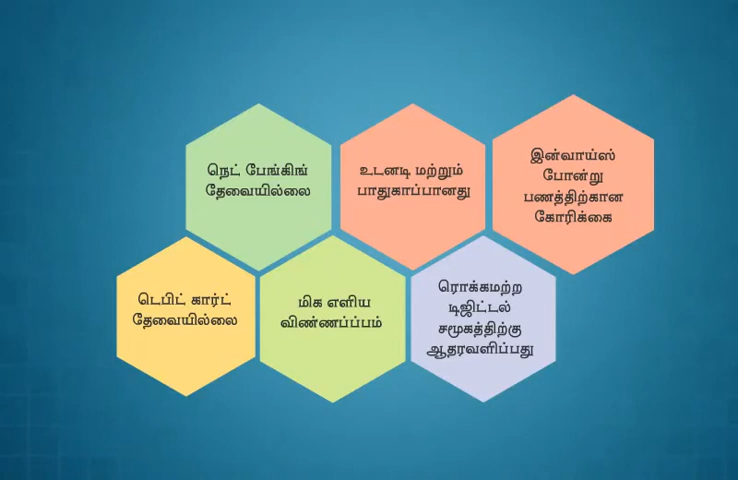 நெட் பேங்கிங்
தேவையில்லை
உடனடி மற்றும்
பாதுகாப்பானது
இன்வாய்ஸ்
போன்று
பணத்திற்கான
கோரிக்கை
டெபிட் கார்ட்
தேவையில்லை
மிக எளிய
விண்ணப்ப்பம்
ரொக்கமற்ற
டிஜிட்டல்
சமூகத்திற்கு
ஆதரவளிப்பது